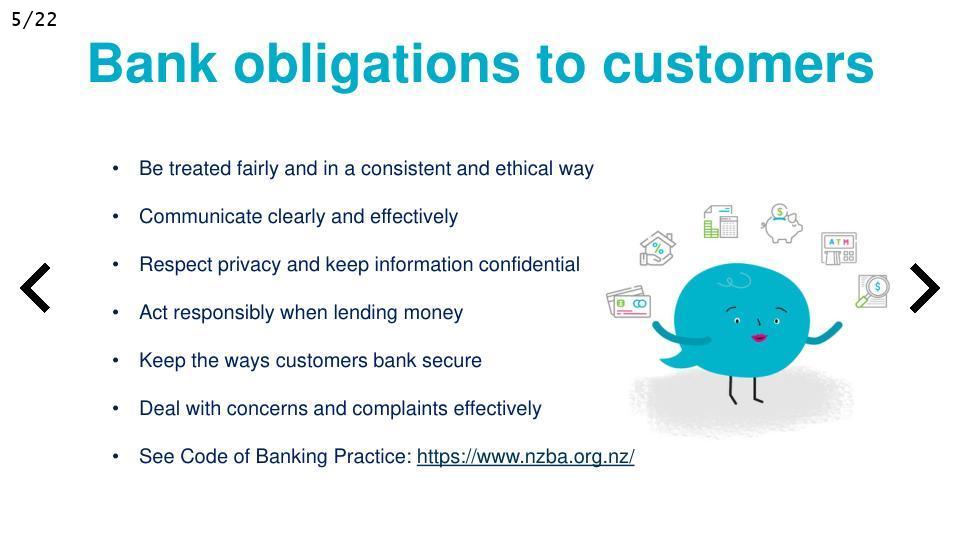 5/22
Bank obligations to customers
• Be treated fairly and in a consistent and ethical way
• Communicate clearly and effectively
• Respect privacy and keep information confidential
• Act responsibly when lending money
• Keep the ways customers bank secure
• Deal with concerns and complaints effectively
• See Code of Banking Practice: https://www.nzba.org.nz/
$
%
ATM
$
$